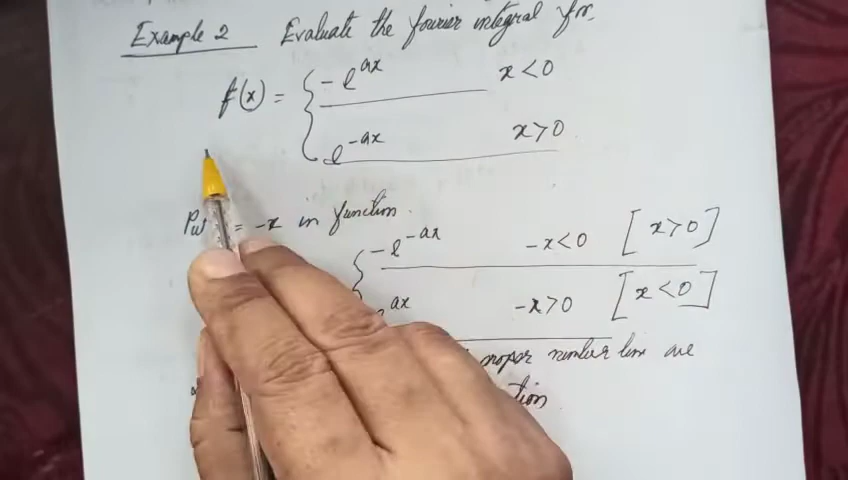 Example 2 Evaluate the fourier integral for
f(x) = { -e^{ax} x<0
e^{-ax} x>0
Put = -x in function.
{ -e^{-ax} -x<0 [x>0]
e^{ax} -x>0 [x<0]
number line are